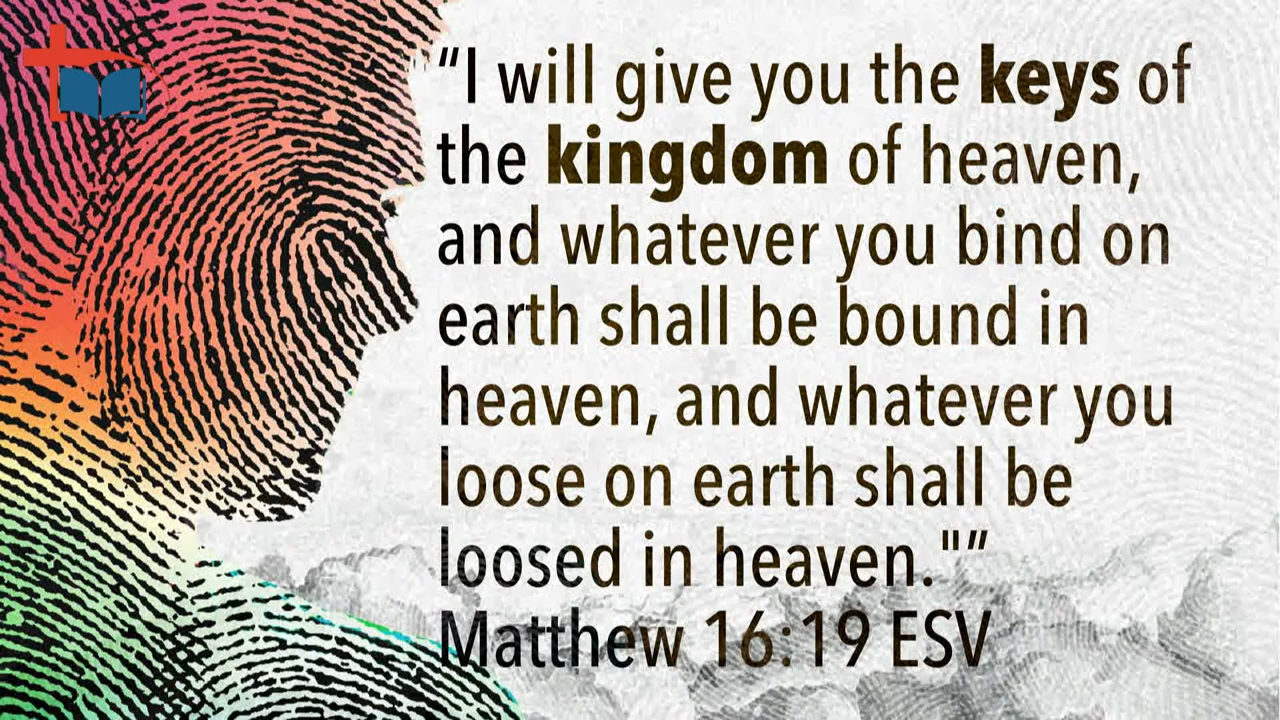 “I will give you the keys of
the kingdom of heaven,
and whatever you bind on
earth shall be bound in
heaven, and whatever you
loose on earth shall be
loosed in heaven."”
Matthew 16:19 ESV